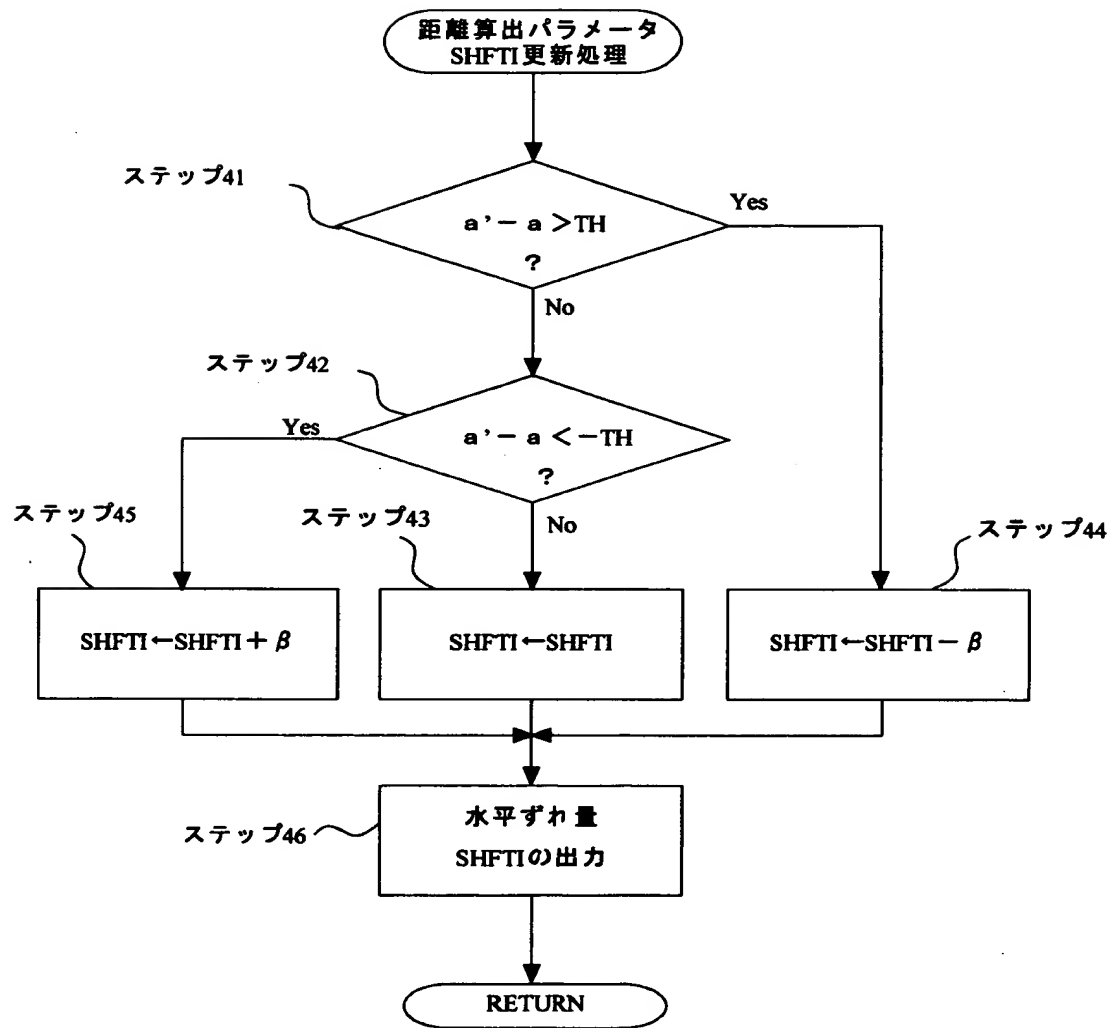 距離算出パラメータ
SHFTI更新処理
ステップ41
a'－a＞TH
?
Yes
No
ステップ42
a'－a＜－TH
?
Yes
No
ステップ45
ステップ43
ステップ44
SHFTI←SHFTI＋β
SHFTI←SHFTI
SHFTI←SHFTI－β
ステップ46
水平ずれ量
SHFTIの出力
RETURN